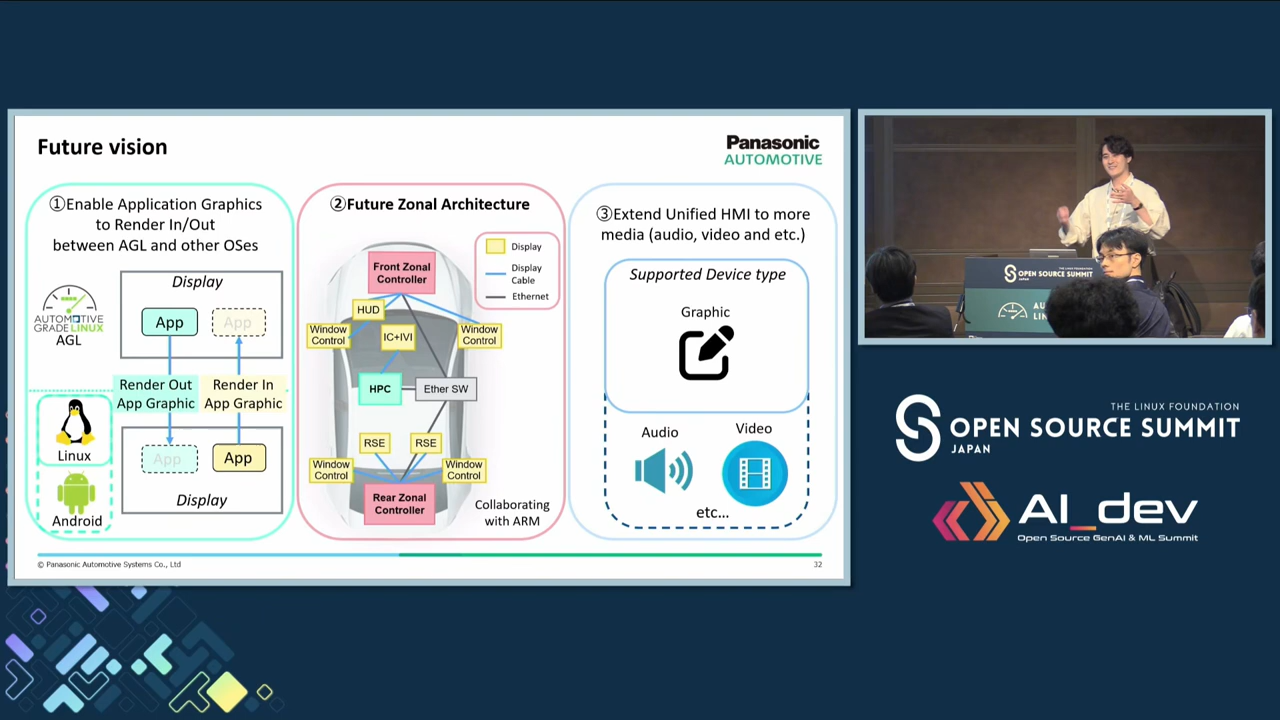 Future vision
Panasonic
AUTOMOTIVE
①Enable Application Graphics
to Render In/Out
between AGL and other OSes
Display
AUTOMOTIVE
GRADELINUX
AGL
App
App
Render Out
App Graphic
Render In
App Graphic
Linux
App
App
Android
Display
②Future Zonal Architecture
Display
Display
Cable
Ethernet
Front Zonal
Controller
HUD
Window
Control
IC+IVI
Window
Control
HPC
Ether SW
RSE
RSE
Window
Control
Window
Control
Rear Zonal
Controller
Collaborating
with ARM
③Extend Unified HMI to more
media (audio, video and etc.)
Supported Device type
Graphic
Audio
Video
etc...
© Panasonic Automotive Systems Co., Ltd
32
OPEN SOURCE SUMMIT
THE LINUX FOUNDATION
OPEN SOURCE SUMMIT
JAPAN
AI_dev
Open Source GenAI & ML Summit